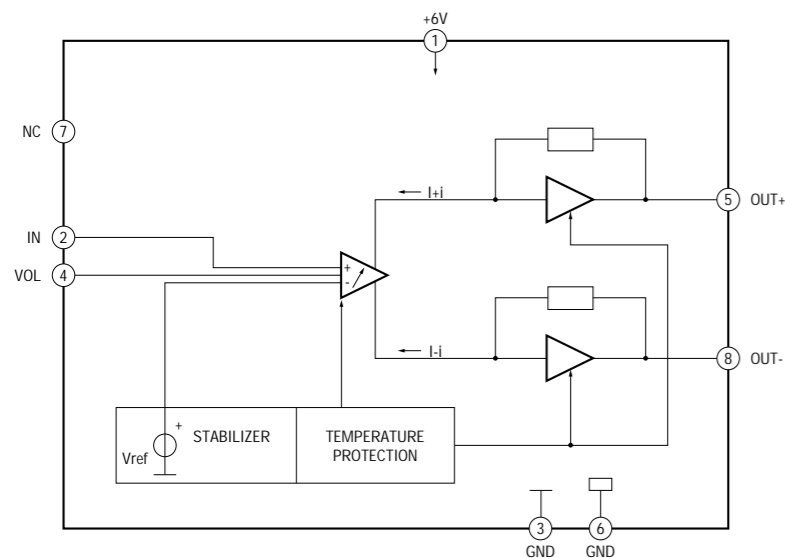 +6V
1
NC 7
I+i
5 OUT+
IN 2
VOL 4
+
-
I-i
8 OUT-
+
STABILIZER
Vref
TEMPERATURE
PROTECTION
3
GND
6
GND